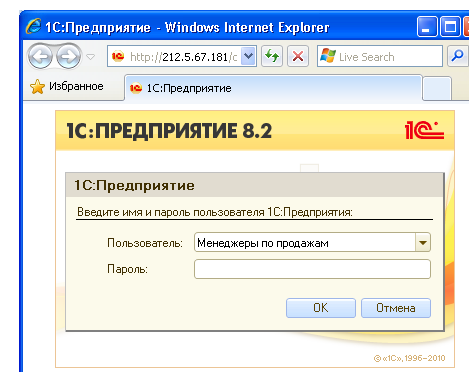 1С:Предприятие - Windows Internet Explorer
http://212.5.67.181/c
Live Search
Избранное
1С:Предприятие
1С:ПРЕДПРИЯТИЕ 8.2
1С
1С:Предприятие
Введите имя и пароль пользователя 1С:Предприятия:
Пользователь: Менеджеры по продажам
Пароль:
OK Отмена
© «1С», 1996-2010